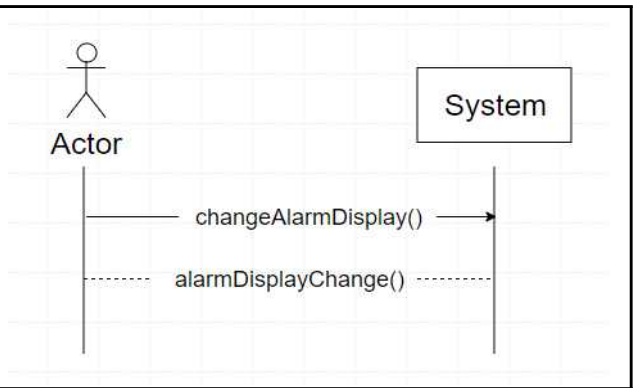 Actor
System
changeAlarmDisplay()
alarmDisplayChange()